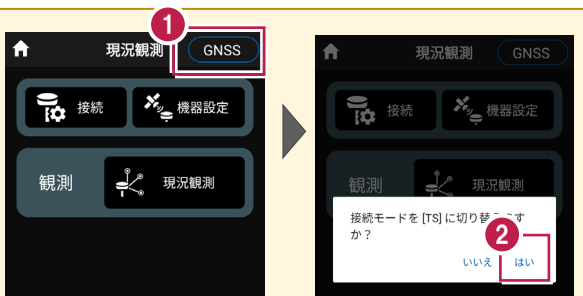 1
現況観測 GNSS
接続 機器設定
観測 現況観測
現況観測 GNSS
接続 機器設定
観測 現況観測
接続モードを [TS] に切り替えます
か？
2
いいえ はい